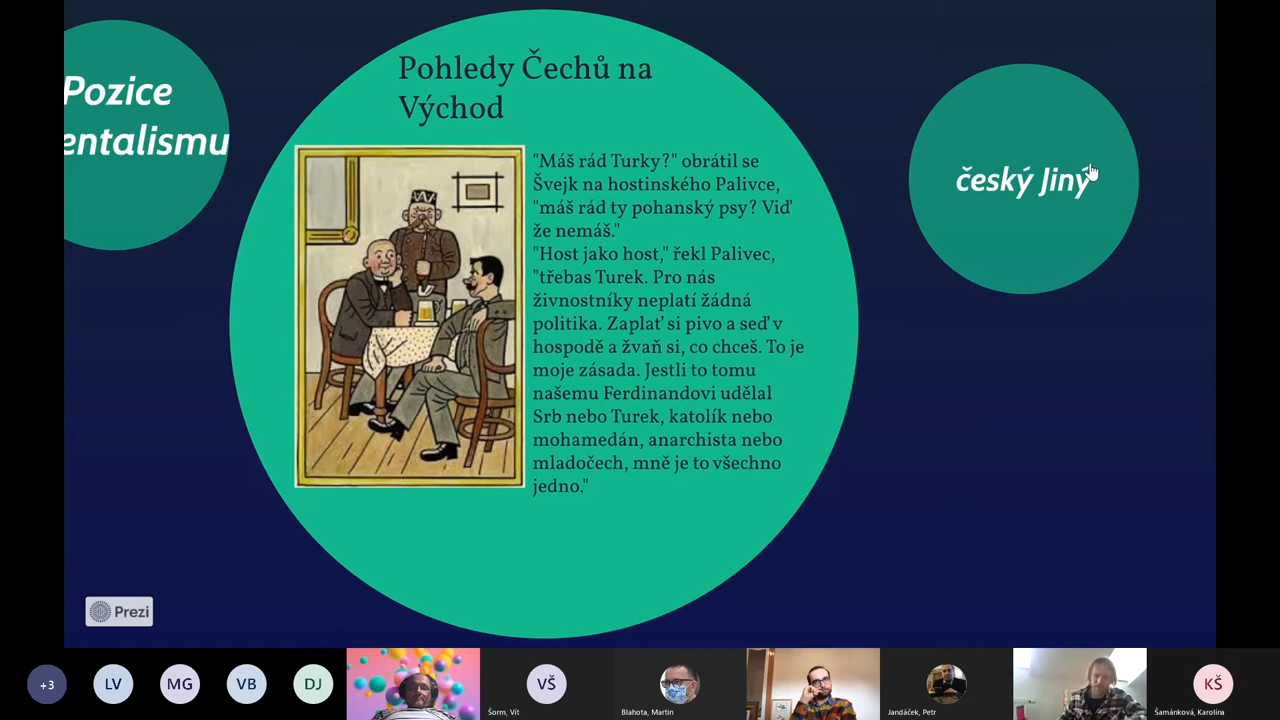 Pozice
entalismu
Pohledy Čechů na
Východ
"Máš rád Turky?" obrátil se
Švejk na hostinského Palivce,
"máš rád ty pohanský psy? Viď
že nemáš."
"Host jako host," řekl Palivec,
"třebas Turek. Pro nás
živnostníky neplatí žádná
politika. Zaplať si pivo a seď v
hospodě a žvaň si, co chceš. To je
moje zásada. Jestli to tomu
našemu Ferdinandovi udělal
Srb nebo Turek, katolík nebo
mohamedán, anarchista nebo
mladočech, mně je to všechno
jedno."
český Jiný
Prezi
+3
LV
MG
VB
DJ
VŠ
Šorm, Vít
Blahota, Martin
Jandáček, Petr
KŠ
Šamánková, Karolína